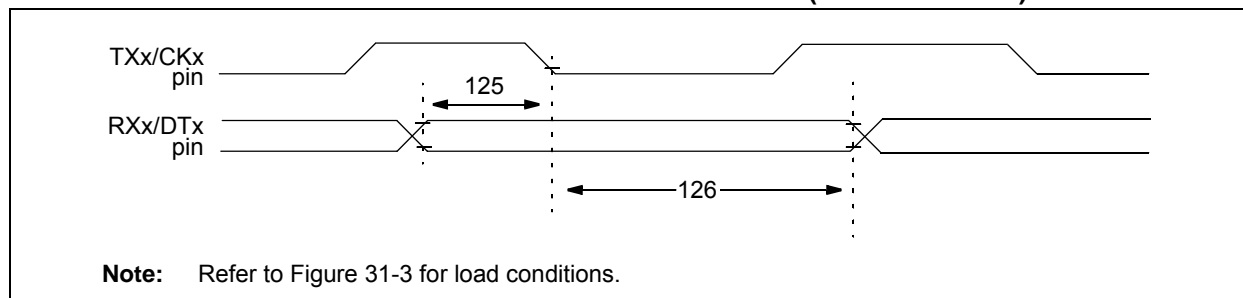 TXx/CKx
pin
125
RXx/DTx
pin
126
Note: Refer to Figure 31-3 for load conditions.